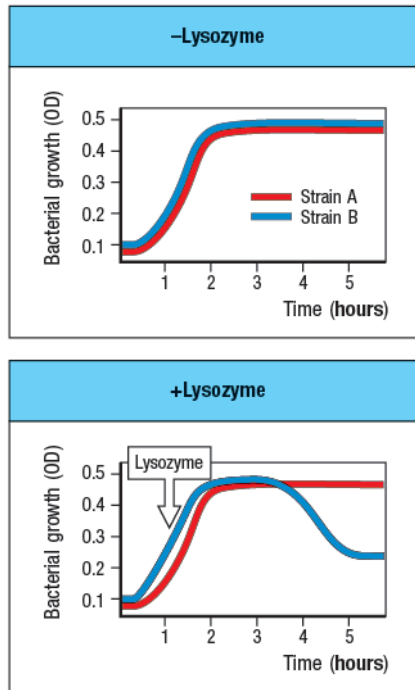 –Lysozyme
Bacterial growth (OD)
0.5
0.4
0.3
0.2
0.1
Strain A
Strain B
1 2 3 4 5
Time (hours)
+Lysozyme
Bacterial growth (OD)
0.5
0.4
0.3
0.2
0.1
Lysozyme
1 2 3 4 5
Time (hours)